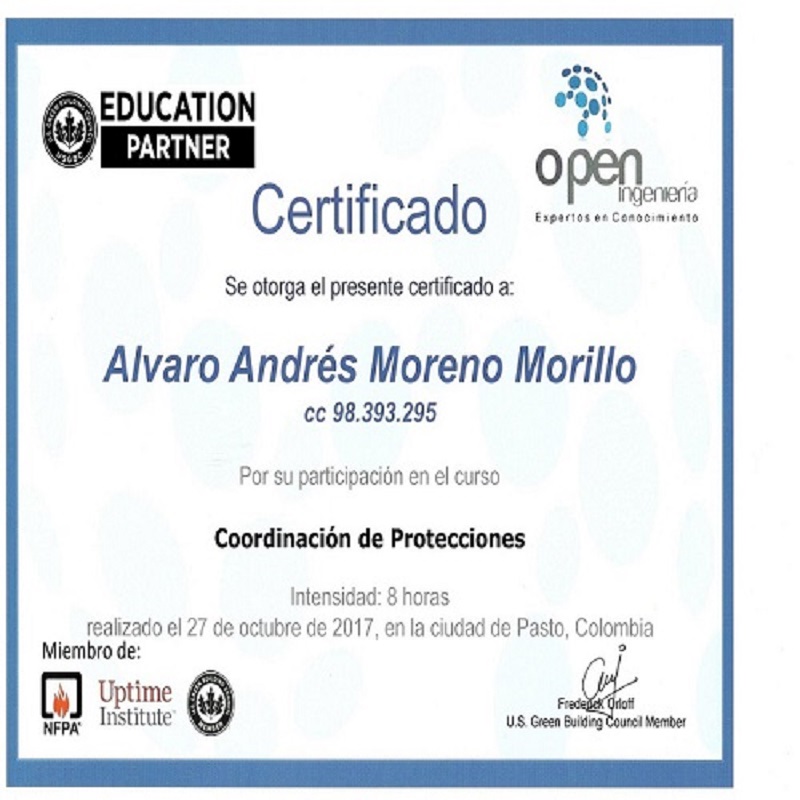 EDUCATION
PARTNER
open
ingeniería
Expertos en Conocimiento
Certificado
Se otorga el presente certificado a:
Alvaro Andrés Moreno Morillo
cc 98.393.295
Por su participación en el curso
Coordinación de Protecciones
Intensidad: 8 horas
realizado el 27 de octubre de 2017, en la ciudad de Pasto, Colombia
Miembro de:
NFPA
Uptime
Institute
Frederick Orloff
U.S. Green Building Council Member